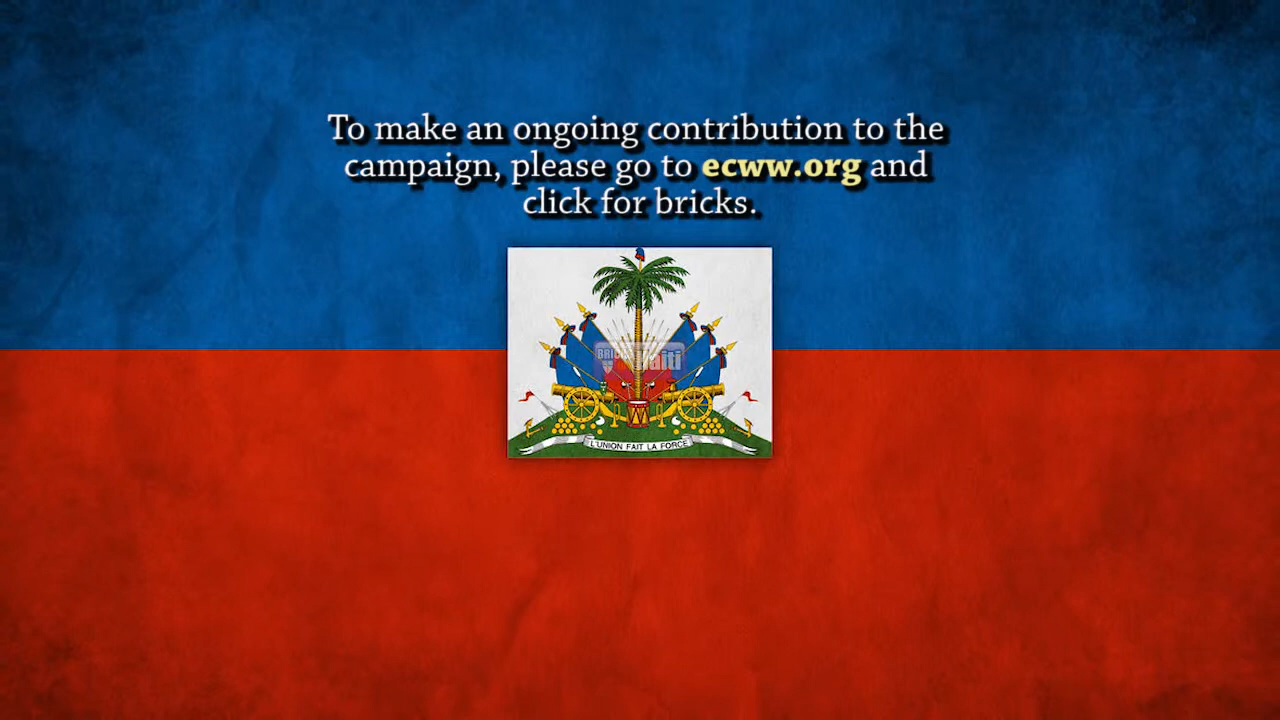 To make an ongoing contribution to the
campaign, please go to ecww.org and
click for bricks.
L'UNION FAIT LA FORCE